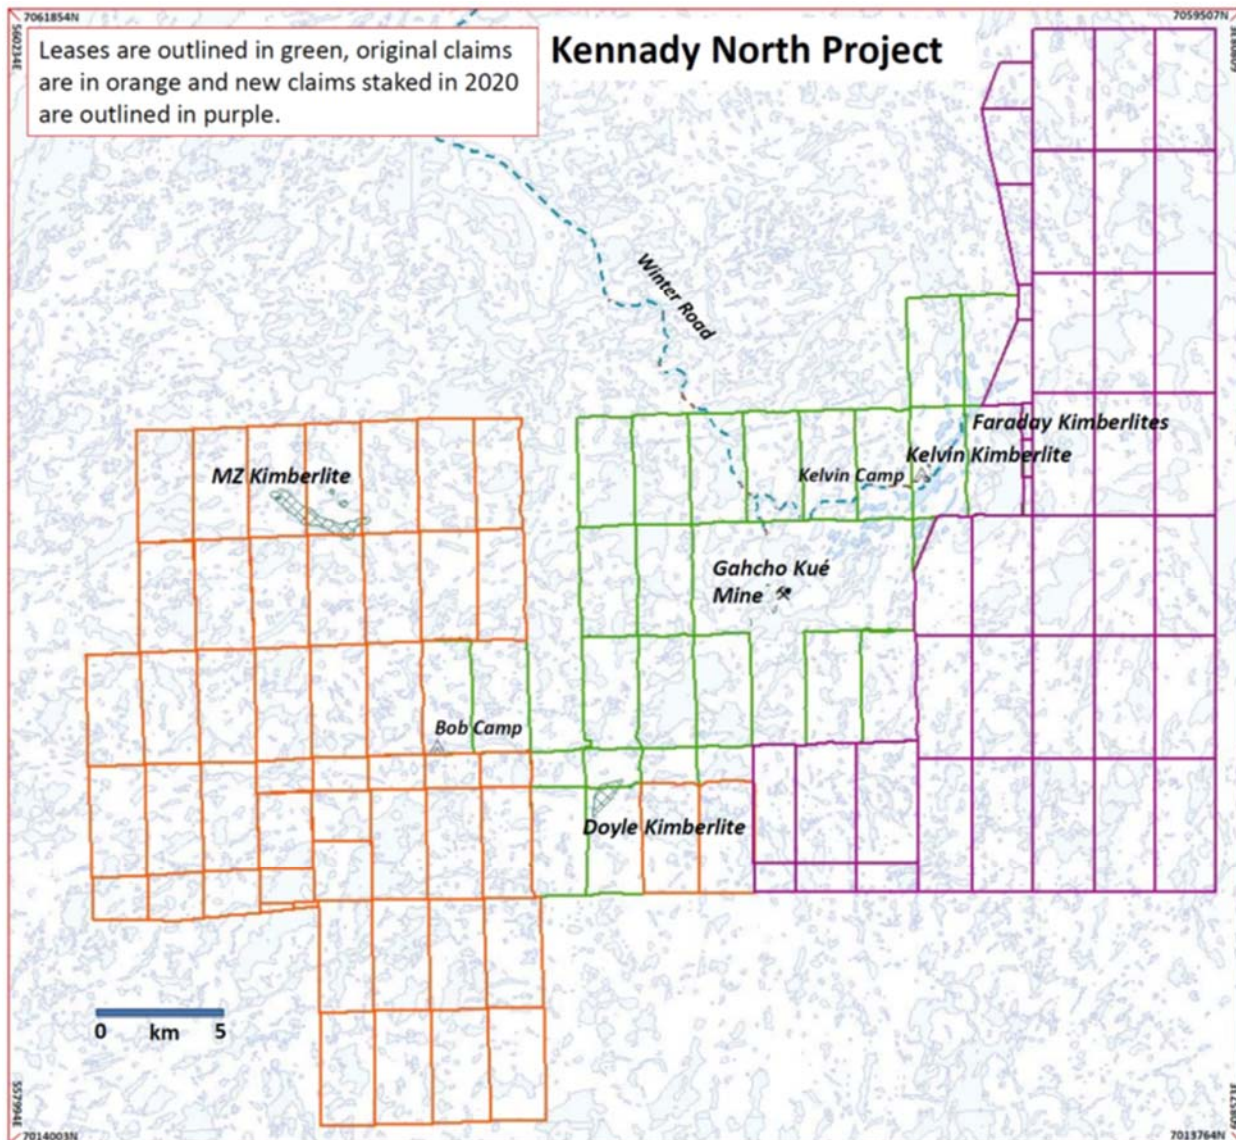 7061854N
7059507N
560234E
Leases are outlined in green, original claims
are in orange and new claims staked in 2020
are outlined in purple.
Kennady North Project
Winter Road
Faraday Kimberlites
Kelvin Kimberlite
Kelvin Camp
MZ Kimberlite
Gahcho Kué
Mine
Bob Camp
Doyle Kimberlite
0 km 5
557994E
7014003N
7013764N